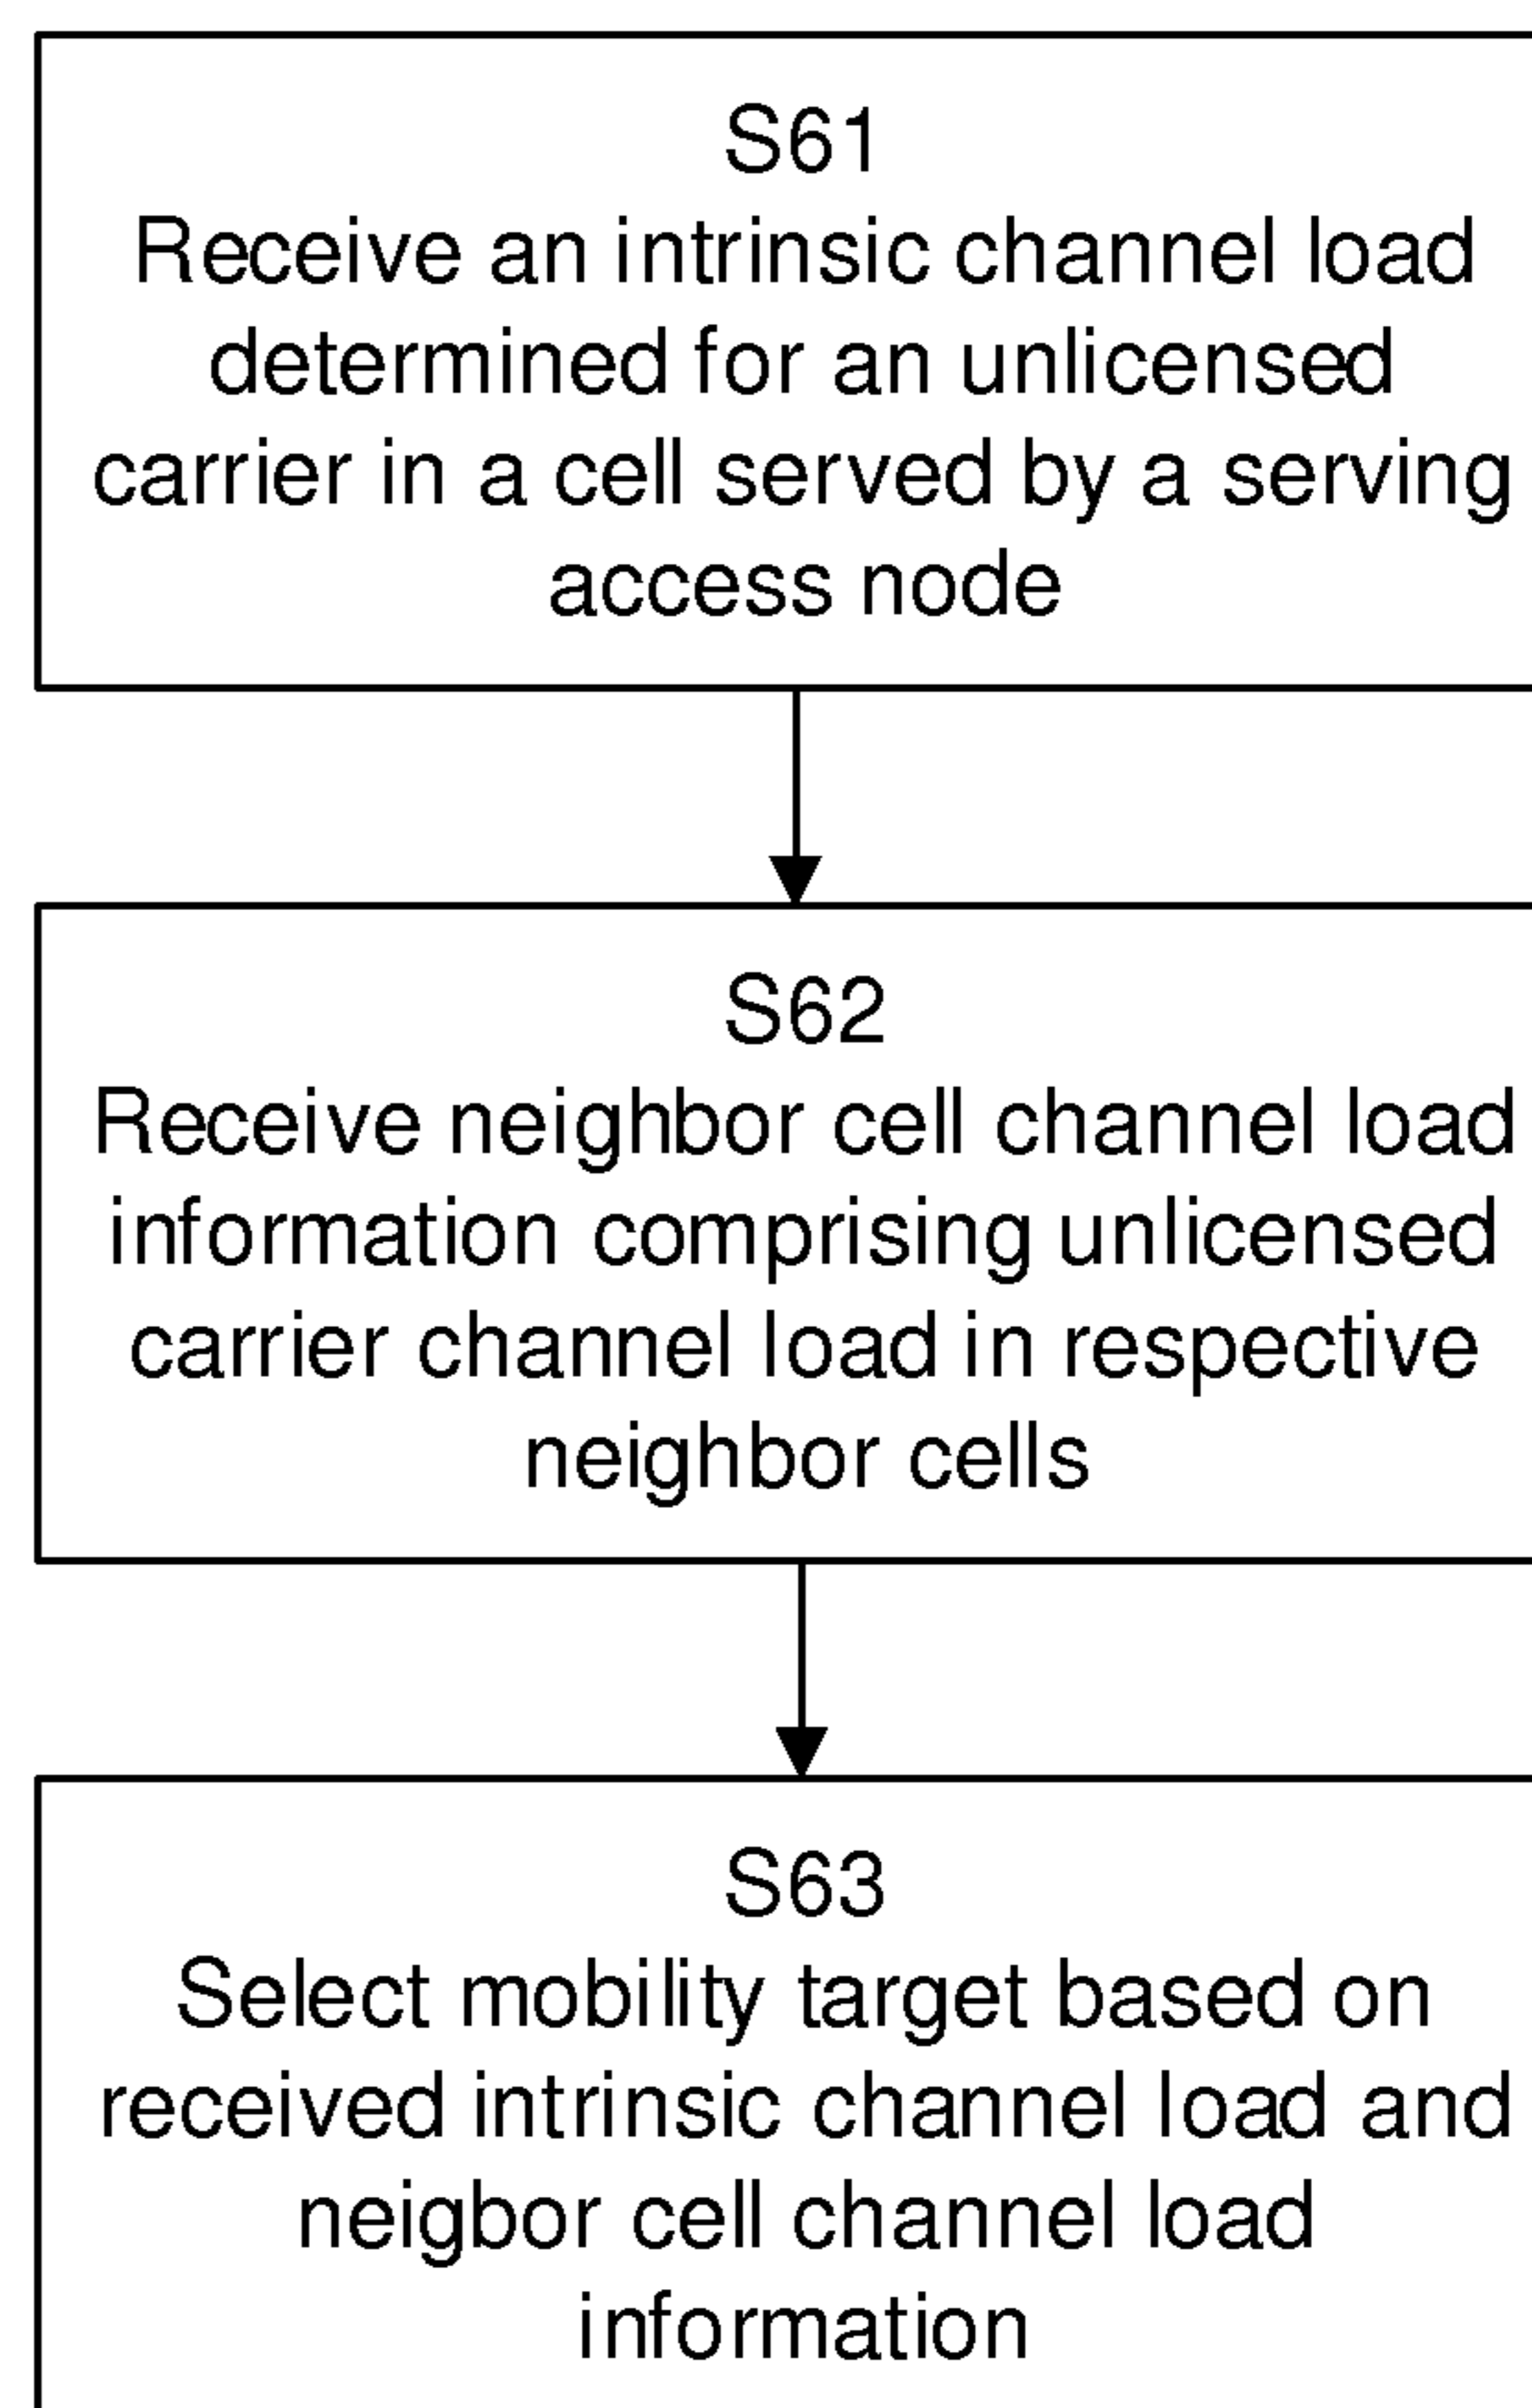 S61
Receive an intrinsic channel load
determined for an unlicensed
carrier in a cell served by a serving
access node
S62
Receive neighbor cell channel load
information comprising unlicensed
carrier channel load in respective
neighbor cells
S63
Select mobility target based on
received intrinsic channel load and
neigbor cell channel load
information